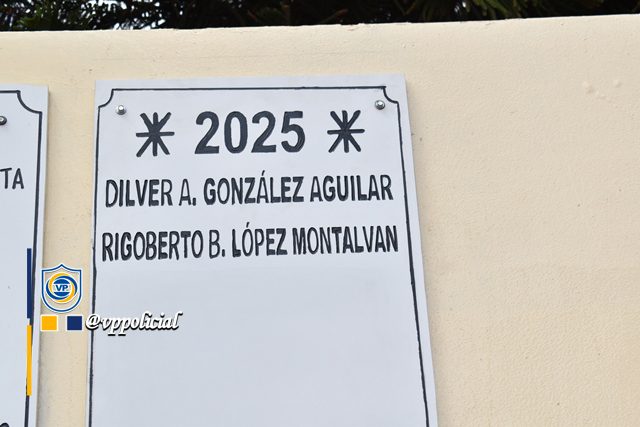 TA
* 2025 *
DILVER A. GONZÁLEZ AGUILAR
RIGOBERTO B. LÓPEZ MONTALVAN
VP
@vppolicial